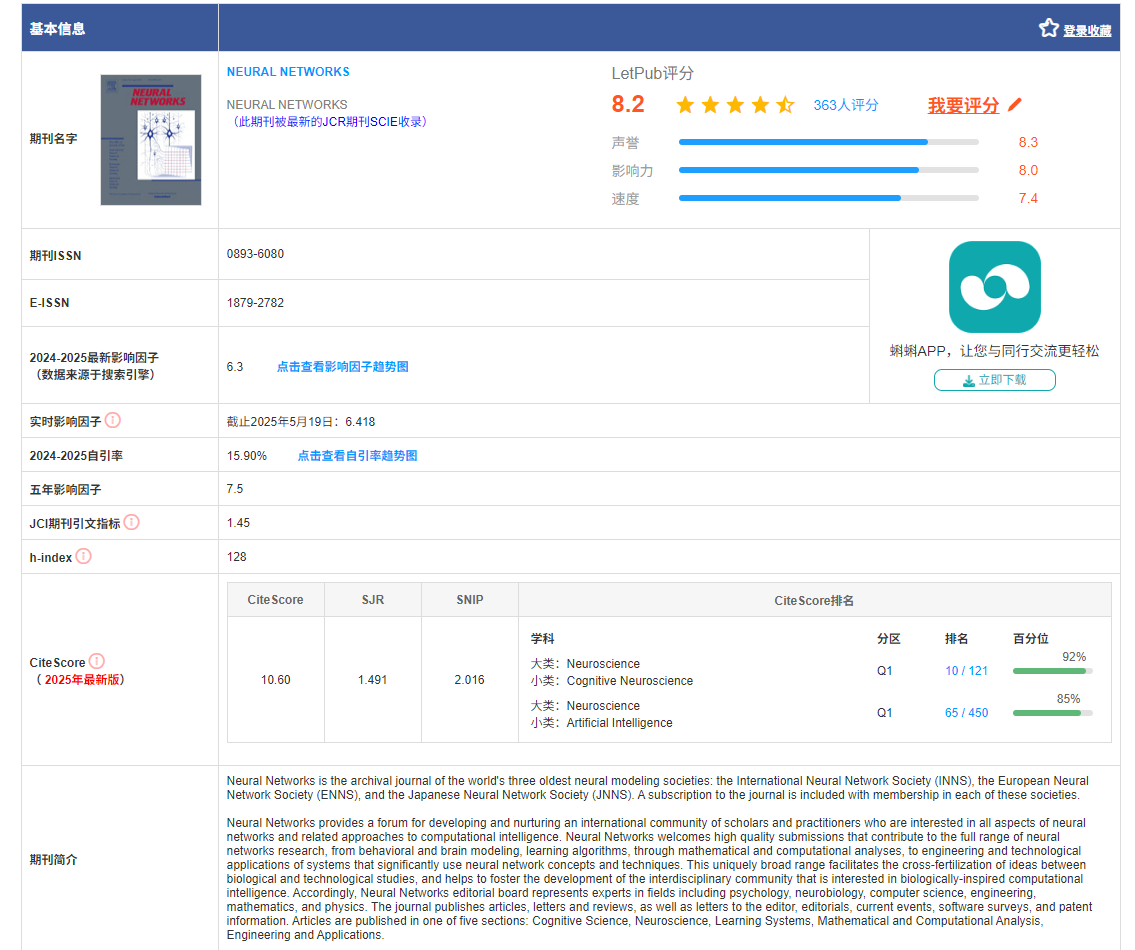 基本信息
登录收藏
期刊名字
NEURAL NETWORKS
NEURAL NETWORKS
NEURAL NETWORKS
（此期刊被最新的JCR期刊SCIE收录）
LetPub评分
8.2
363人评分
我要评分
声誉
8.3
影响力
8.0
速度
7.4
期刊ISSN
0893-6080
E-ISSN
1879-2782
2024-2025最新影响因子
（数据来源于搜索引擎）
6.3
点击查看影响因子趋势图
蝌蝌APP，让您与同行交流更轻松
立即下载
实时影响因子
截止2025年5月19日：6.418
2024-2025自引率
15.90%
点击查看自引率趋势图
五年影响因子
7.5
JCI期刊引文指标
1.45
h-index
128
CiteScore
（ 2025年最新版）
CiteScore
SJR
SNIP
CiteScore排名
10.60
1.491
2.016
学科
分区
排名
百分位
大类：Neuroscience
小类：Cognitive Neuroscience
Q1
10 / 121
92%
大类：Neuroscience
小类：Artificial Intelligence
Q1
65 / 450
85%
期刊简介
Neural Networks is the archival journal of the world's three oldest neural modeling societies: the International Neural Network Society (INNS), the European Neural
Network Society (ENNS), and the Japanese Neural Network Society (JNNS). A subscription to the journal is included with membership in each of these societies.
Neural Networks provides a forum for developing and nurturing an international community of scholars and practitioners who are interested in all aspects of neural
networks and related approaches to computational intelligence. Neural Networks welcomes high quality submissions that contribute to the full range of neural
networks research, from behavioral and brain modeling, learning algorithms, through mathematical and computational analyses, to engineering and technological
applications of systems that significantly use neural network concepts and techniques. This uniquely broad range facilitates the cross-fertilization of ideas between
biological and technological studies, and helps to foster the development of the interdisciplinary community that is interested in biologically-inspired computational
intelligence. Accordingly, Neural Networks editorial board represents experts in fields including psychology, neurobiology, computer science, engineering,
mathematics, and physics. The journal publishes articles, letters and reviews, as well as letters to the editor, editorials, current events, software surveys, and patent
information. Articles are published in one of five sections: Cognitive Science, Neuroscience, Learning Systems, Mathematical and Computational Analysis,
Engineering and Applications.